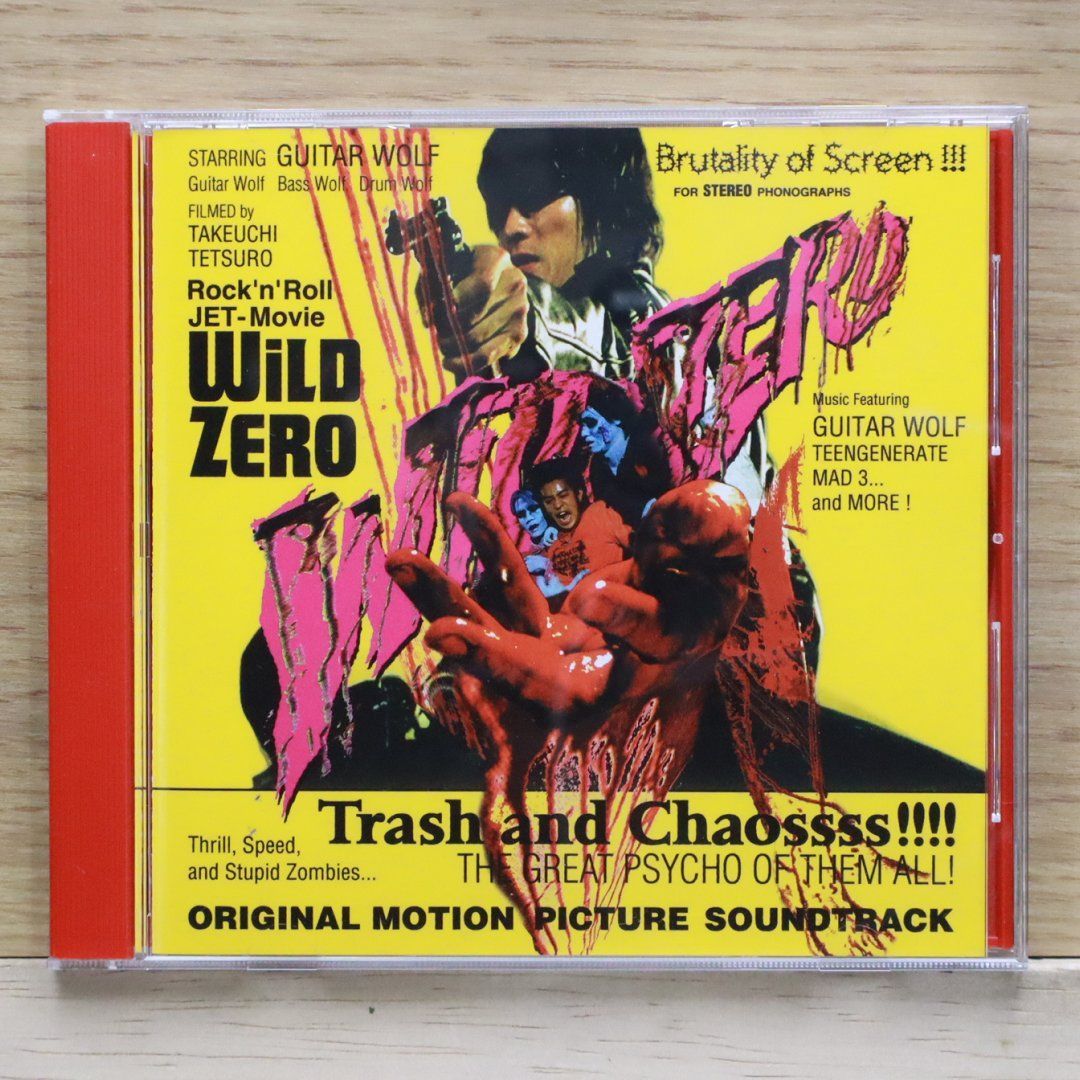 STARRING GUITAR WOLF
Guitar Wolf Bass Wolf Drum Wolf
FILMED by
TAKEUCHI
TETSURO
Rock'n'Roll
JET-Movie
WiLD
ZERO
Brutality of Screen !!!
FOR STEREO PHONOGRAPHS
WILD ZERO
Music Featuring
GUITAR WOLF
TEENGENERATE
MAD 3...
and MORE !
Trash and Chaossss!!!!
Thrill, Speed,
and Stupid Zombies...
THE GREAT PSYCHO OF THEM ALL!
ORIGINAL MOTION PICTURE SOUNDTRACK